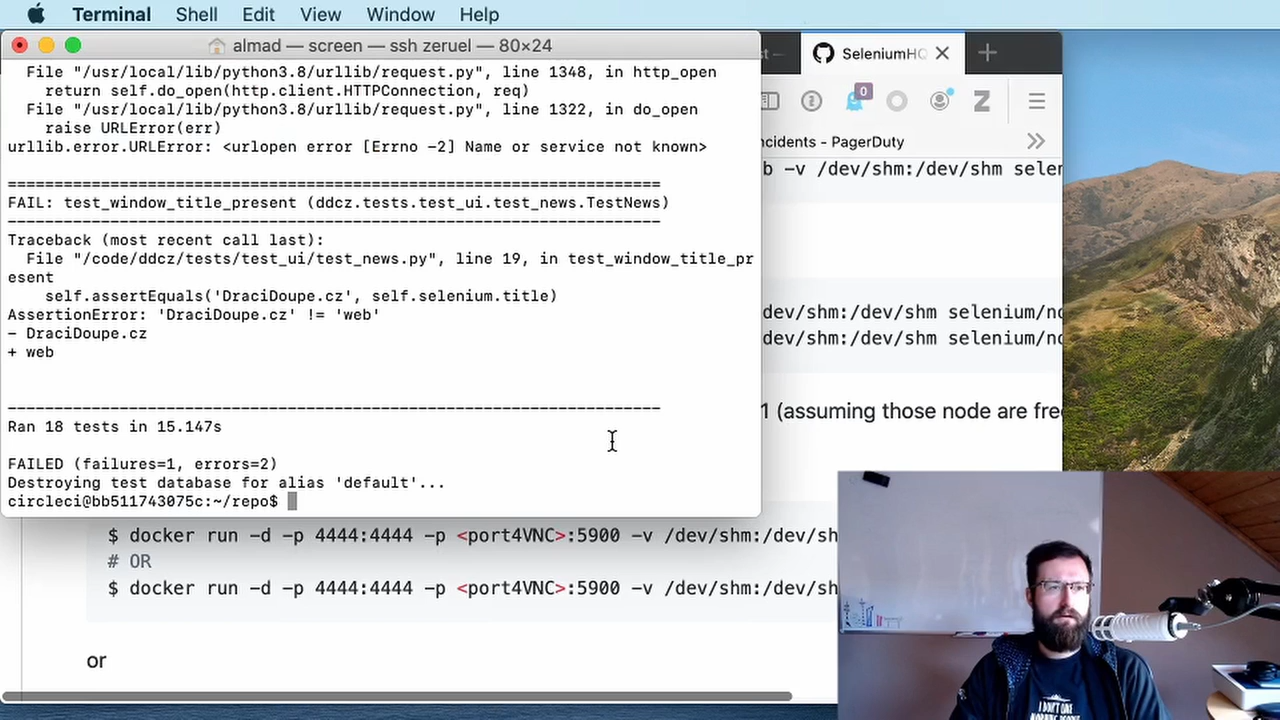 Terminal Shell Edit View Window Help
almad — screen — ssh zeruel — 80×24
SeleniumHQ
0
File "/usr/local/lib/python3.8/urllib/request.py", line 1348, in http_open
return self.do_open(http.client.HTTPConnection, req)
File "/usr/local/lib/python3.8/urllib/request.py", line 1322, in do_open
raise URLError(err)
urllib.error.URLError: <urlopen error [Errno -2] Name or service not known>
======================================================================
FAIL: test_window_title_present (ddcz.tests.test_ui.test_news.TestNews)
----------------------------------------------------------------------
Traceback (most recent call last):
File "/code/ddcz/tests/test_ui/test_news.py", line 19, in test_window_title_pr
esent
self.assertEquals('DraciDoupe.cz', self.selenium.title)
AssertionError: 'DraciDoupe.cz' != 'web'
- DraciDoupe.cz
+ web
----------------------------------------------------------------------
Ran 18 tests in 15.147s
FAILED (failures=1, errors=2)
Destroying test database for alias 'default'...
circleci@bb511743075c:~/repo$
ncidents - PagerDuty
b -v /dev/shm:/dev/shm selen
dev/shm:/dev/shm selenium/no
dev/shm:/dev/shm selenium/no
1 (assuming those node are fre
$ docker run -d -p 4444:4444 -p <port4VNC>:5900 -v /dev/shm:/dev/sh
# OR
$ docker run -d -p 4444:4444 -p <port4VNC>:5900 -v /dev/shm:/dev/sh
or
I DON'T LIKE
MORNING PEOPLE